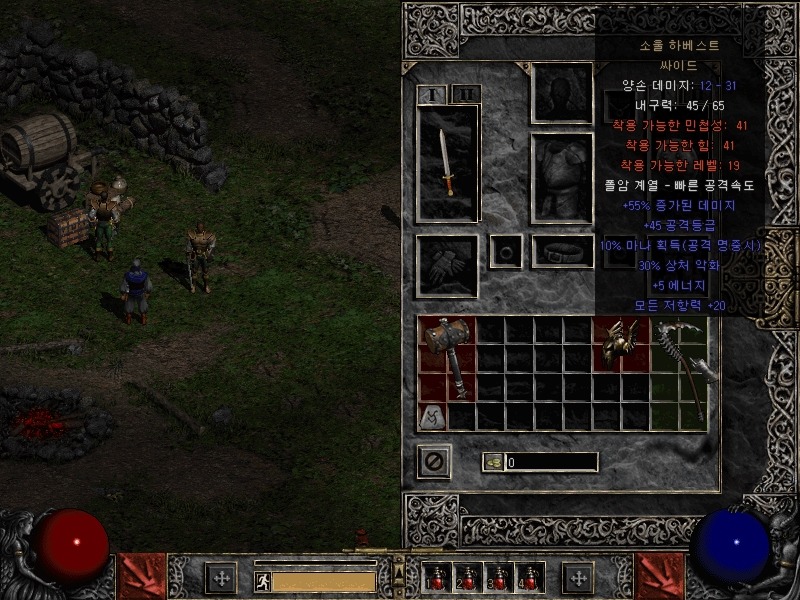 소울 하베스트
싸이드
양손 데미지: 12 - 31
내구력: 45 / 65
착용 가능한 민첩성: 41
착용 가능한 힘: 41
착용 가능한 레벨: 19
폴암 계열 - 빠른 공격속도
+55% 증가된 데미지
+45 공격등급
10% 마나 획득(공격 명중시)
30% 상처 악화
+5 에너지
모든 저항력 +20
I II
0
1 2 3 4